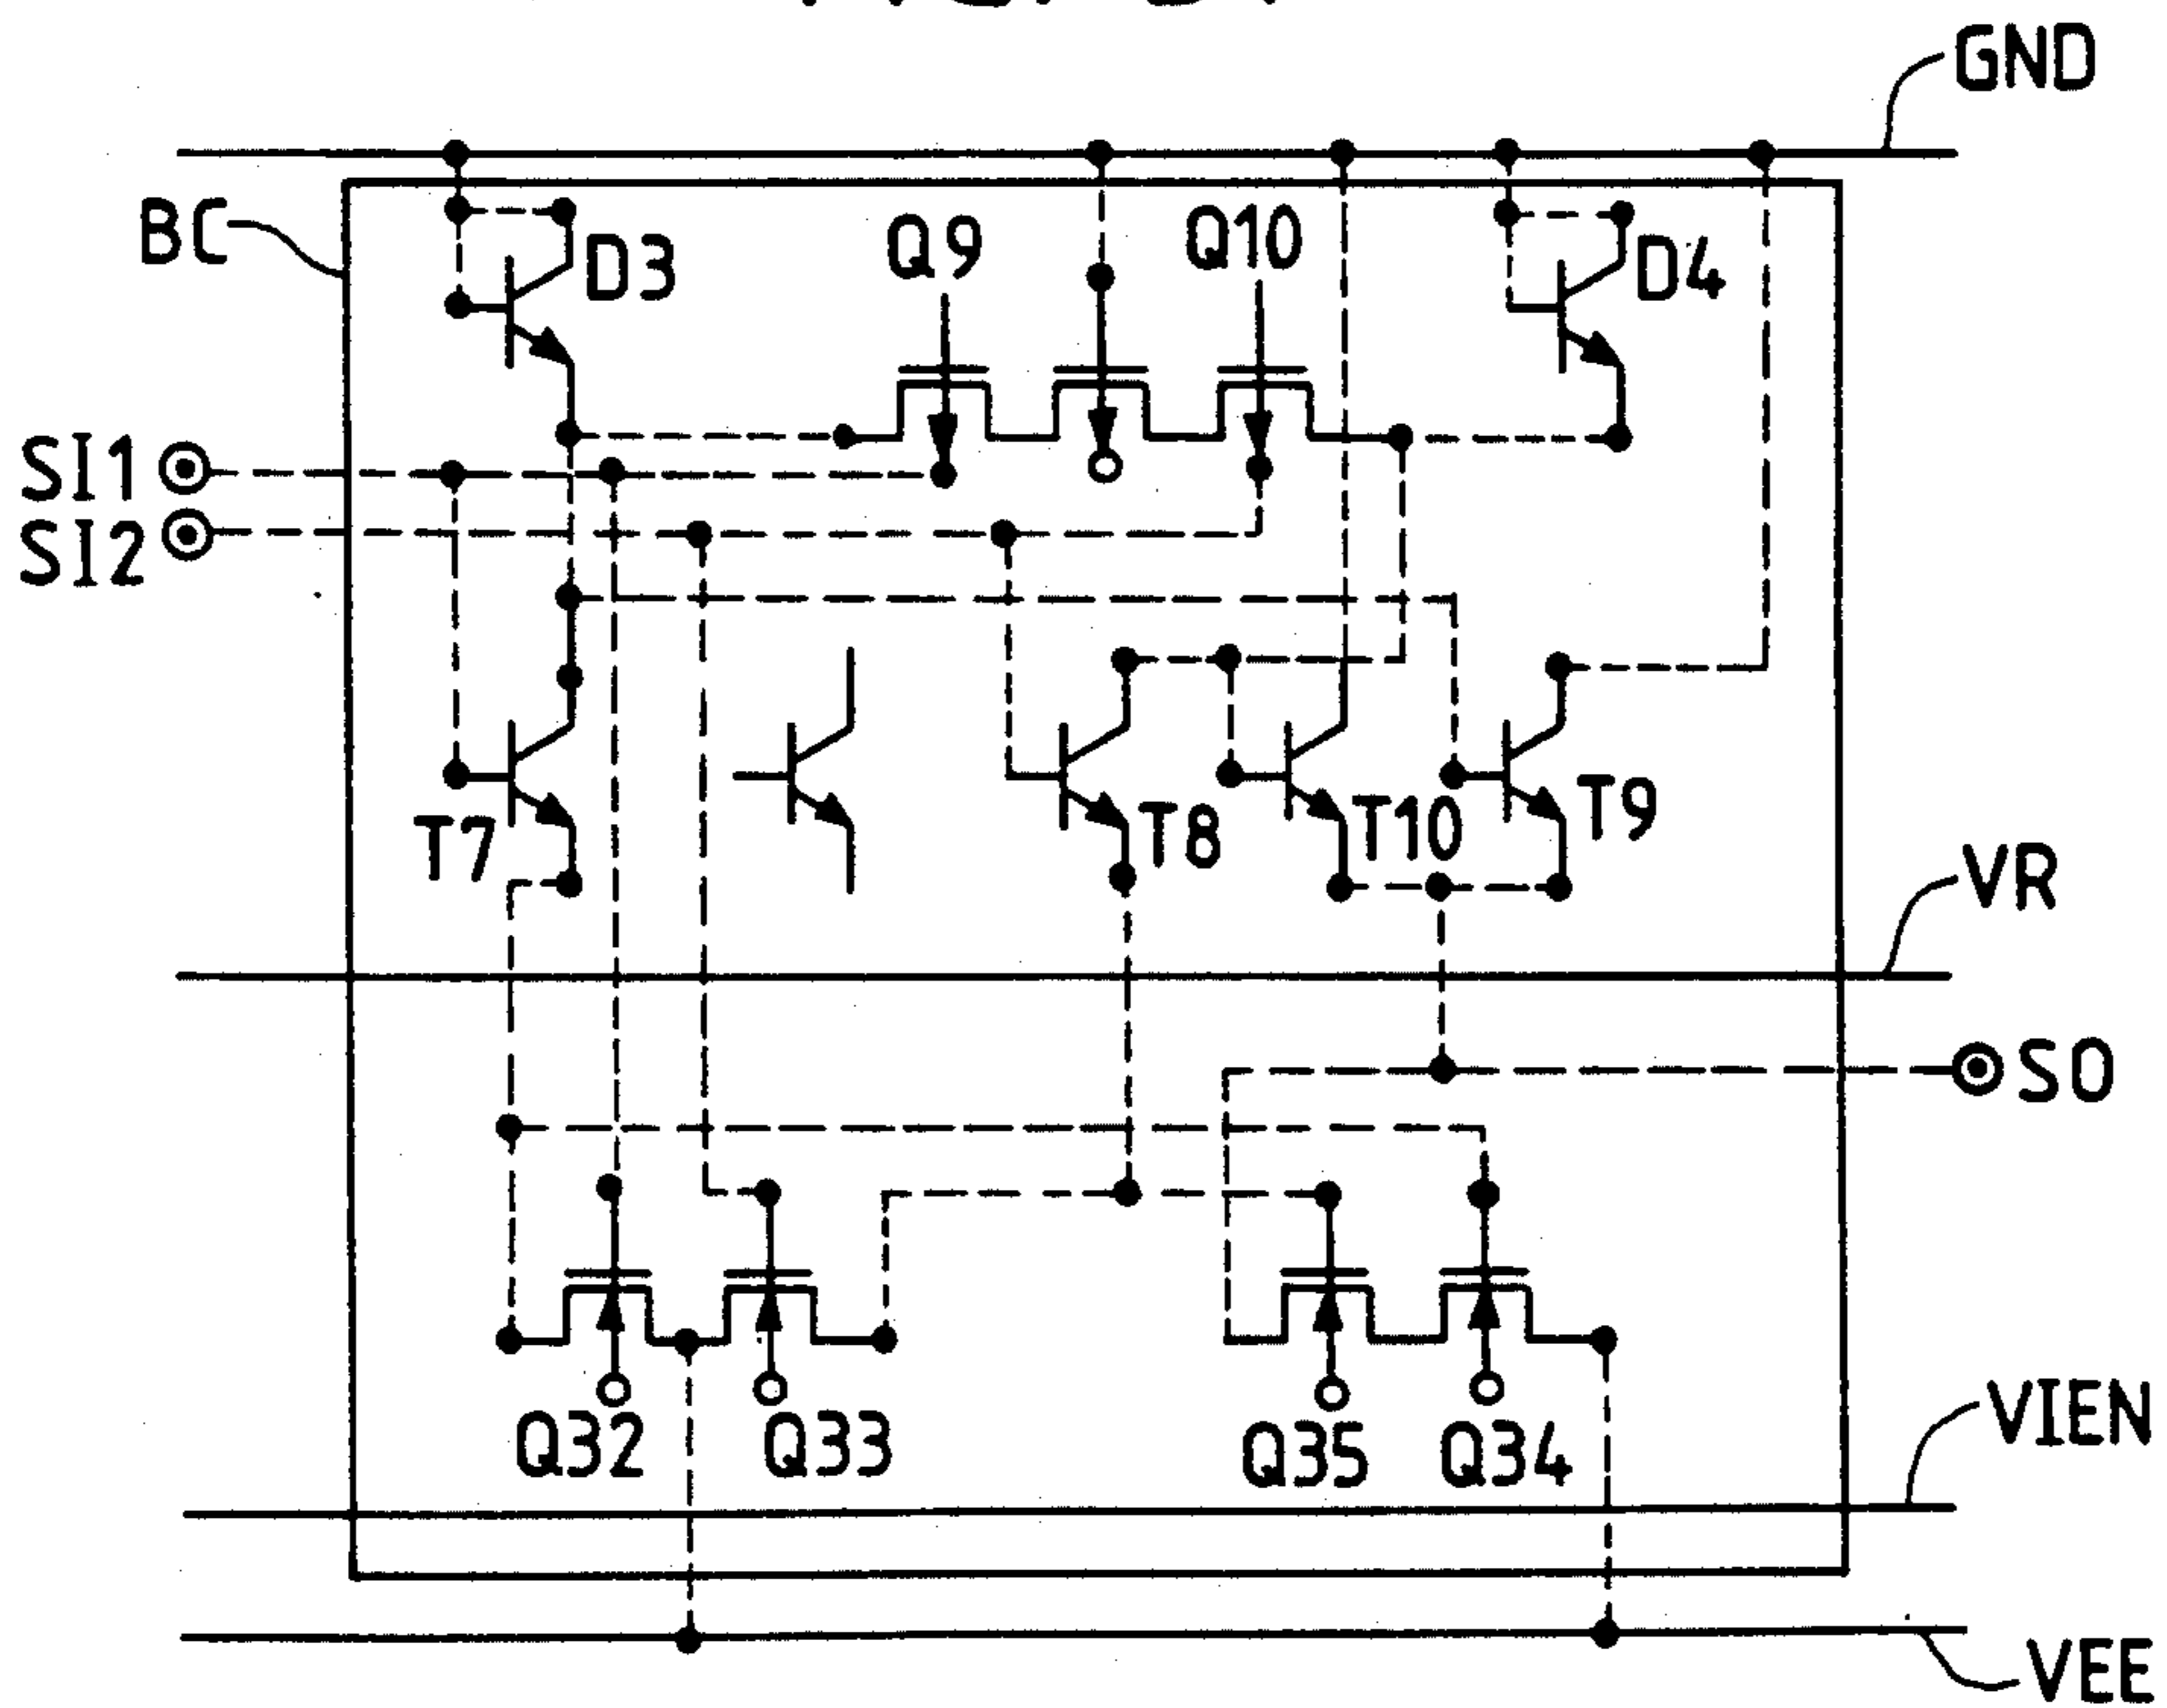 GND
BC
D3
Q9
Q10
D4
SI1
SI2
T7
T8
T10
T9
VR
SO
Q32
Q33
Q35
Q34
VIEN
VEE